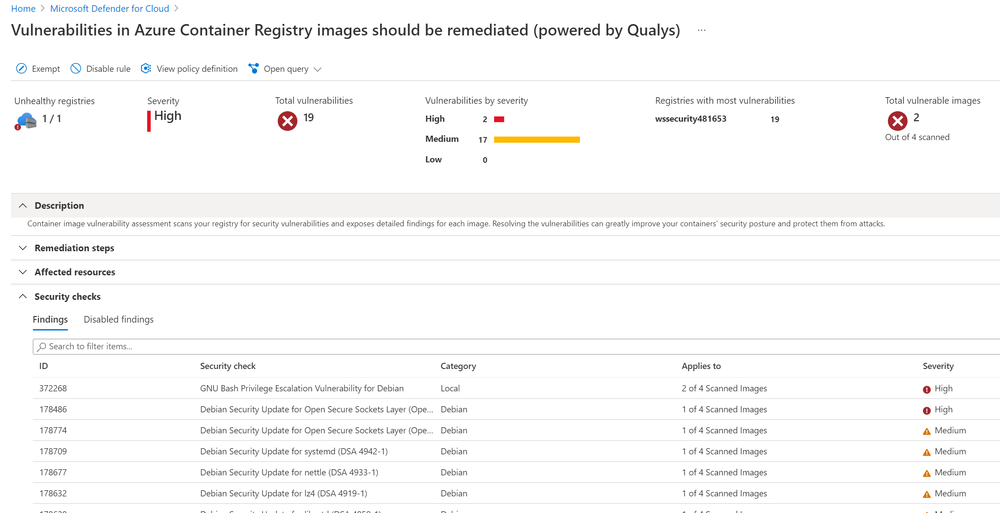 Home > Microsoft Defender for Cloud >
Vulnerabilities in Azure Container Registry images should be remediated (powered by Qualys) ...
Exempt Disable rule View policy definition Open query
Unhealthy registries
1 / 1
Severity
High
Total vulnerabilities
19
Vulnerabilities by severity
High 2
Medium 17
Low 0
Registries with most vulnerabilities
wssecurity481653 19
Total vulnerable images
2
Out of 4 scanned
Description
Container image vulnerability assessment scans your registry for security vulnerabilities and exposes detailed findings for each image. Resolving the vulnerabilities can greatly improve your containers' security posture and protect them from attacks.
Remediation steps
Affected resources
Security checks
Findings Disabled findings
Search to filter items...
ID Security check Category Applies to Severity
372268 GNU Bash Privilege Escalation Vulnerability for Debian Local 2 of 4 Scanned Images High
178486 Debian Security Update for Open Secure Sockets Layer (Ope... Debian 1 of 4 Scanned Images High
178774 Debian Security Update for Open Secure Sockets Layer (Ope... Debian 1 of 4 Scanned Images Medium
178709 Debian Security Update for systemd (DSA 4942-1) Debian 1 of 4 Scanned Images Medium
178677 Debian Security Update for nettle (DSA 4933-1) Debian 1 of 4 Scanned Images Medium
178632 Debian Security Update for lz4 (DSA 4919-1) Debian 1 of 4 Scanned Images Medium